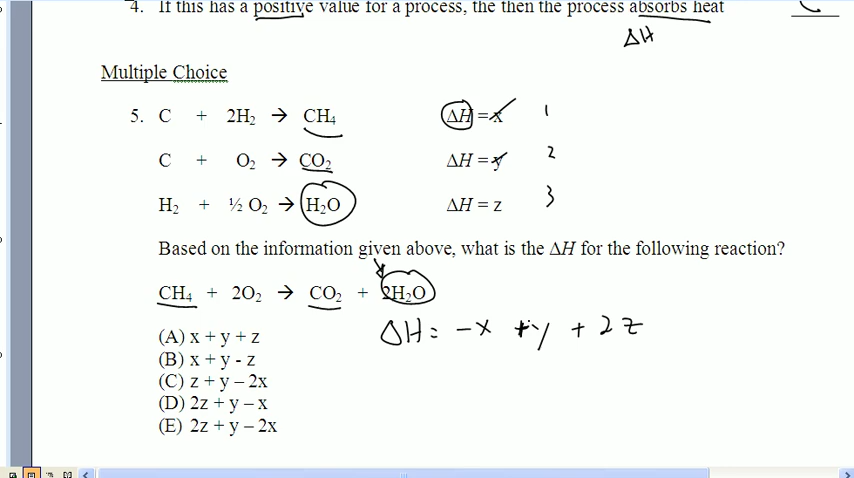 4. If this has a positive value for a process, the then the process absorbs heat
ΔH
Multiple Choice
5. C + 2H₂ → CH₄ ΔH = x 1
C + O₂ → CO₂ ΔH = y 2
H₂ + ½ O₂ → H₂O ΔH = z 3
Based on the information given above, what is the ΔH for the following reaction?
CH₄ + 2O₂ → CO₂ + 2H₂O
ΔH = -x + y + 2z
(A) x + y + z
(B) x + y - z
(C) z + y – 2x
(D) 2z + y – x
(E) 2z + y – 2x